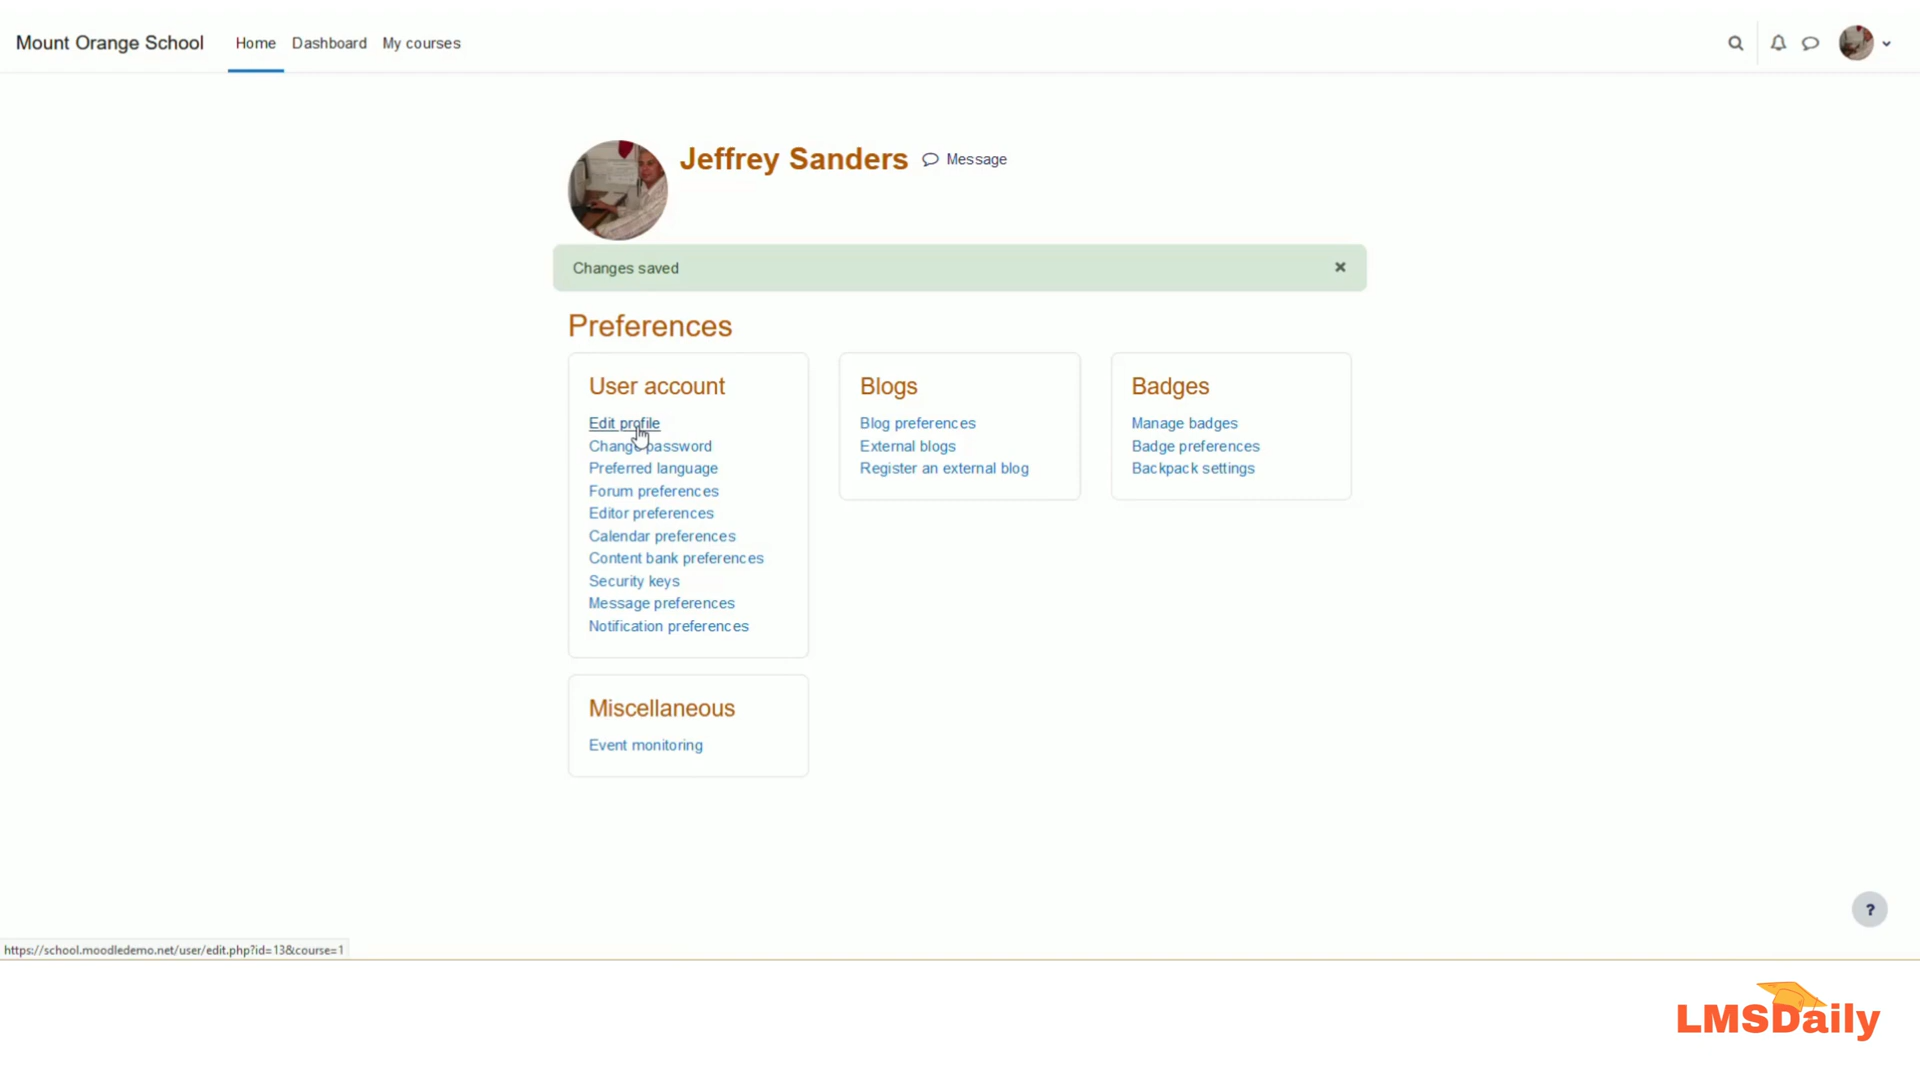 Mount Orange School
Home
Dashboard
My courses
Jeffrey Sanders
Message
Changes saved
×
Preferences
User account
Edit profile
Change password
Preferred language
Forum preferences
Editor preferences
Calendar preferences
Content bank preferences
Security keys
Message preferences
Notification preferences
Blogs
Blog preferences
External blogs
Register an external blog
Badges
Manage badges
Badge preferences
Backpack settings
Miscellaneous
Event monitoring
?
https://school.moodledemo.net/user/edit.php?id=13&course=1
LMSDaily